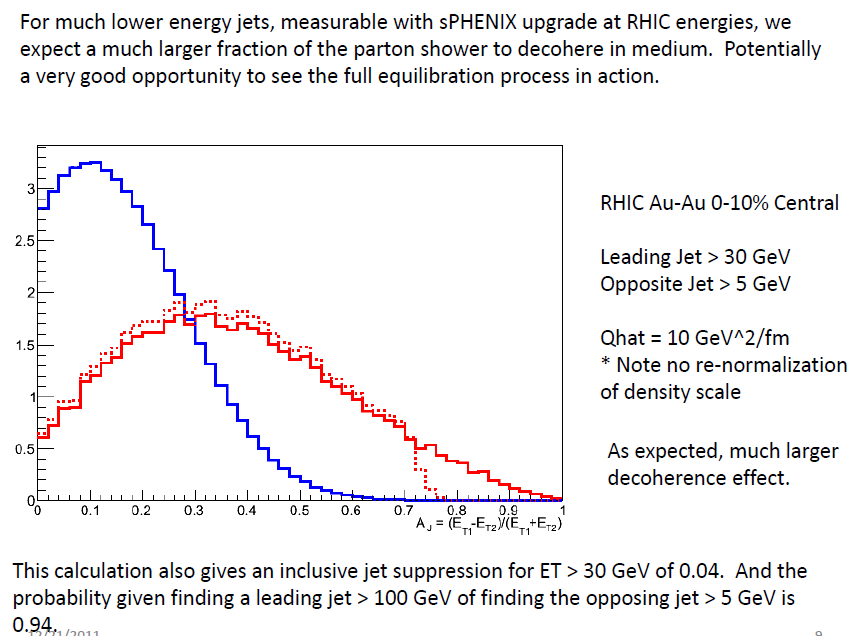 For much lower energy jets, measurable with sPHENIX upgrade at RHIC energies, we
expect a much larger fraction of the parton shower to decohere in medium. Potentially
a very good opportunity to see the full equilibration process in action.
3
2.5
2
1.5
1
0.5
0
0 0.1 0.2 0.3 0.4 0.5 0.6 0.7 0.8 0.9 1
A_J = (E_T1-E_T2)/(E_T1+E_T2)
RHIC Au-Au 0-10% Central
Leading Jet > 30 GeV
Opposite Jet > 5 GeV
Qhat = 10 GeV^2/fm
* Note no re-normalization
of density scale
As expected, much larger
decoherence effect.
This calculation also gives an inclusive jet suppression for ET > 30 GeV of 0.04. And the
probability given finding a leading jet > 100 GeV of finding the opposing jet > 5 GeV is
0.94.